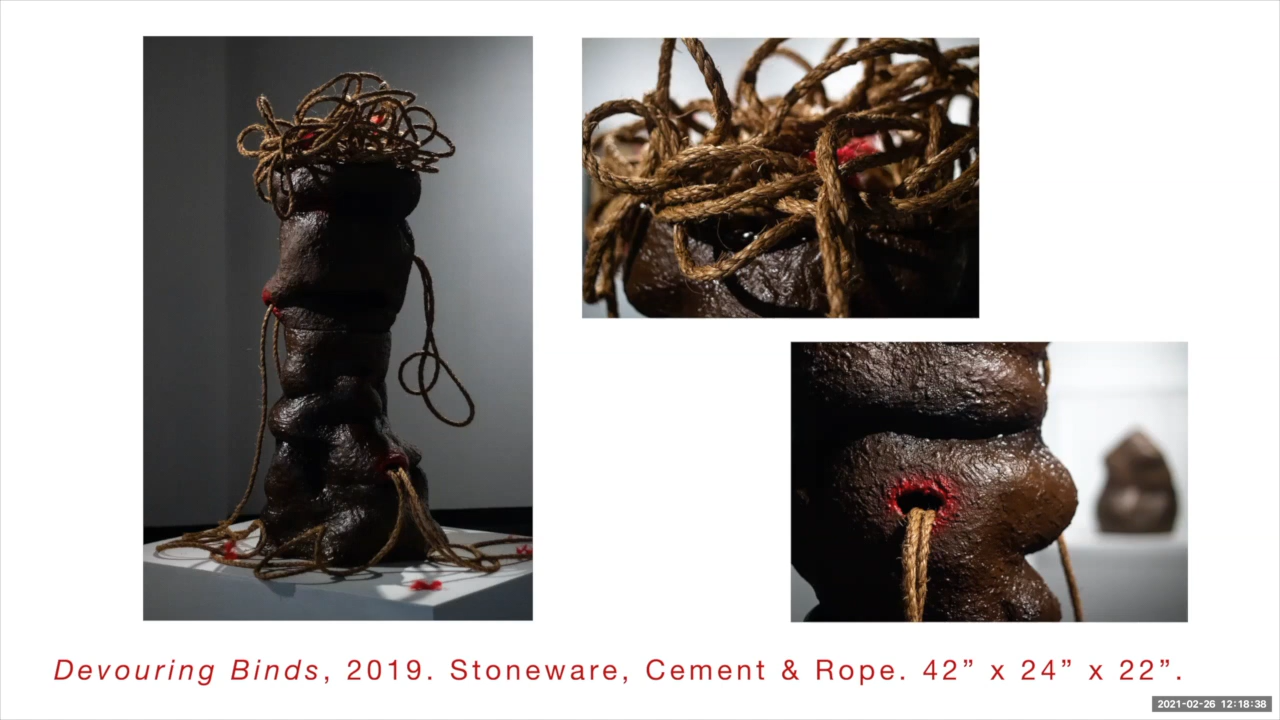 Devouring Binds, 2019. Stoneware, Cement & Rope. 42” x 24” x 22”.
2021-02-26 12:18:38